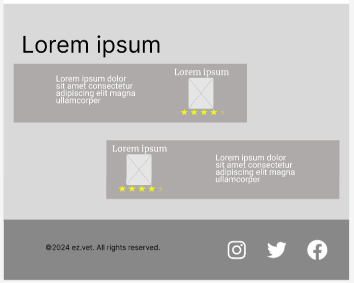 Lorem ipsum
Lorem ipsum dolor
sit amet consectetur
adipiscing elit magna
ullamcorper
Lorem ipsum
Lorem ipsum
Lorem ipsum dolor
sit amet consectetur
adipiscing elit magna
ullamcorper
©2024 ez.vet. All rights reserved.